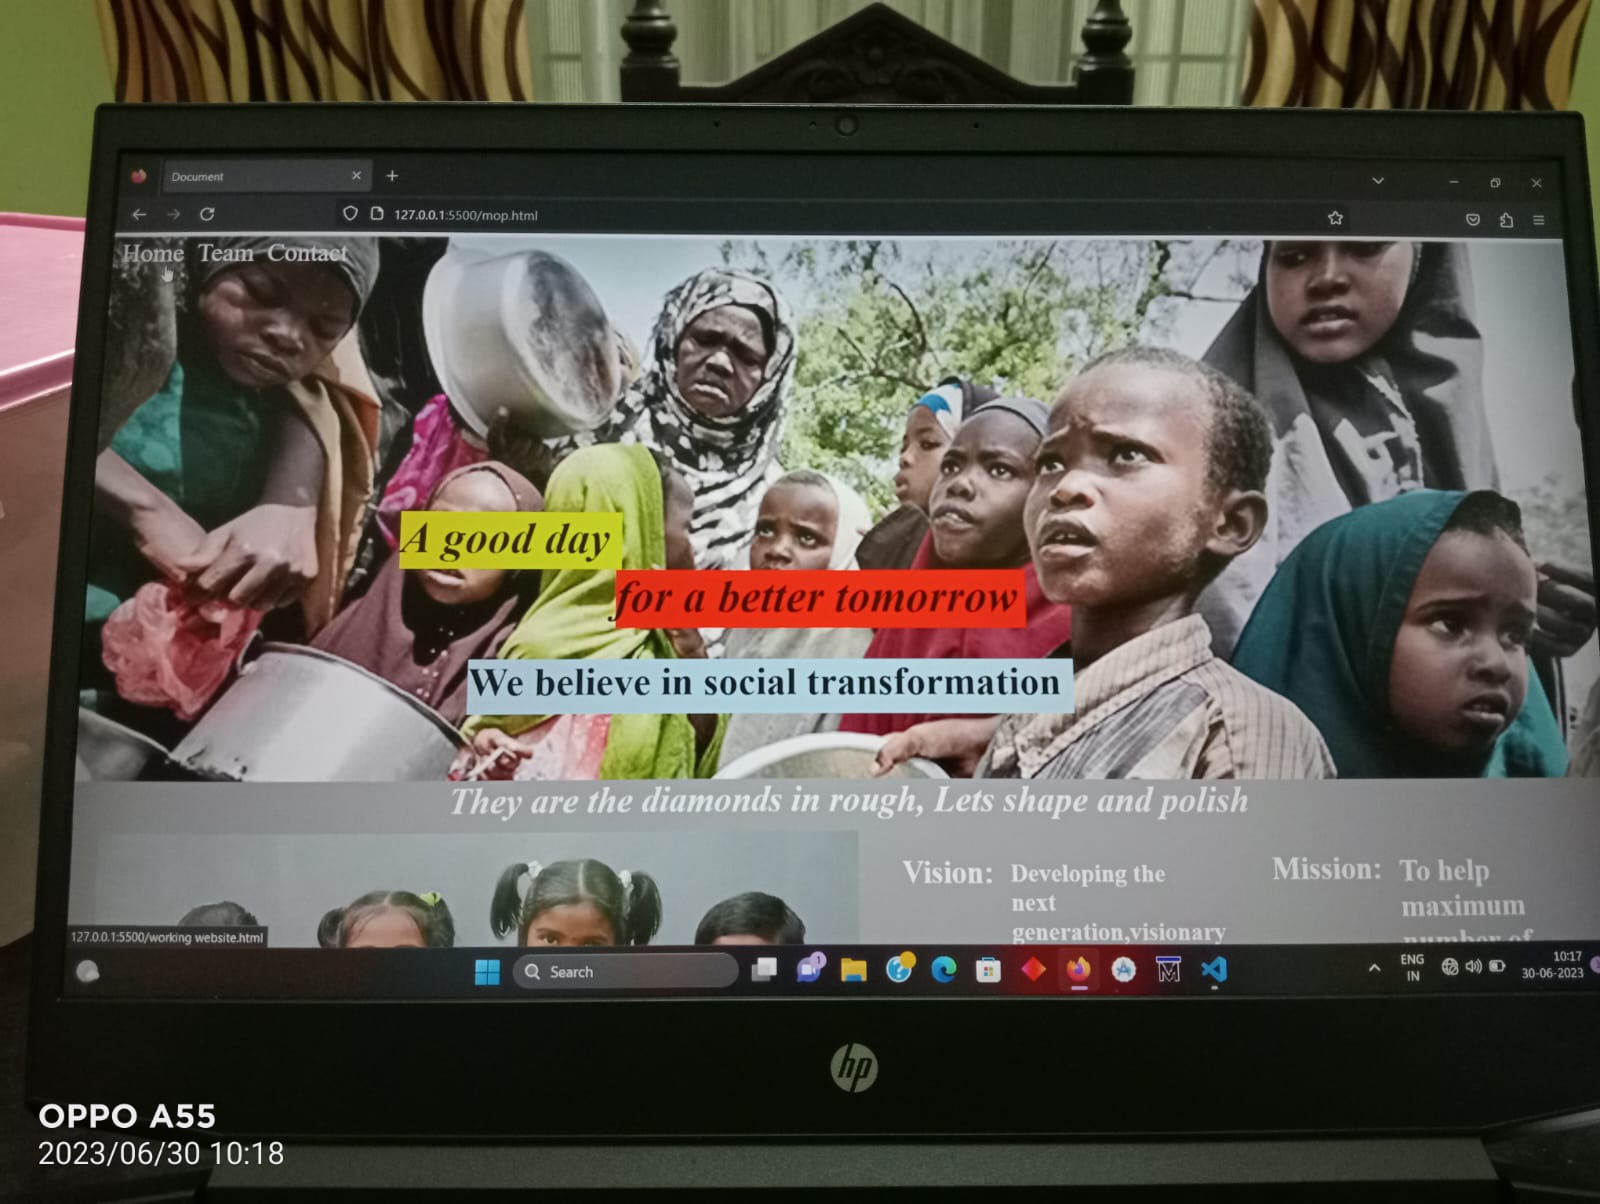 Document
127.0.0.1:5500/mop.html
Home Team Contact
A good day
for a better tomorrow
We believe in social transformation
They are the diamonds in rough, Lets shape and polish
Vision: Developing the
next
generation,visionary
Mission: To help
maximum
number of
127.0.0.1:5500/working website.html
Search
1
ENG
IN
10:17
30-06-2023
hp
OPPO A55
2023/06/30 10:18